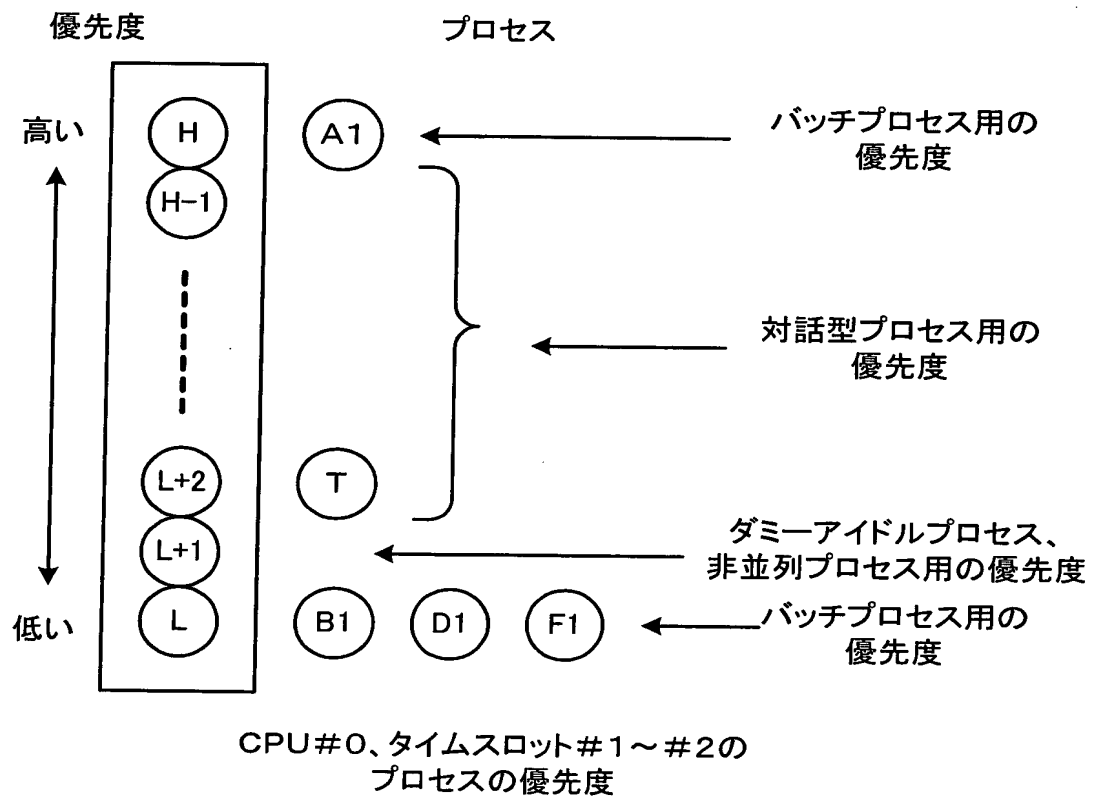 優先度 プロセス
高い H A1 バッチプロセス用の
優先度
H-1
対話型プロセス用の
優先度
L+2 T
L+1 ダミーアイドルプロセス、
非並列プロセス用の優先度
低い L B1 D1 F1 バッチプロセス用の
優先度
CPU#0、タイムスロット#1～#2の
プロセスの優先度